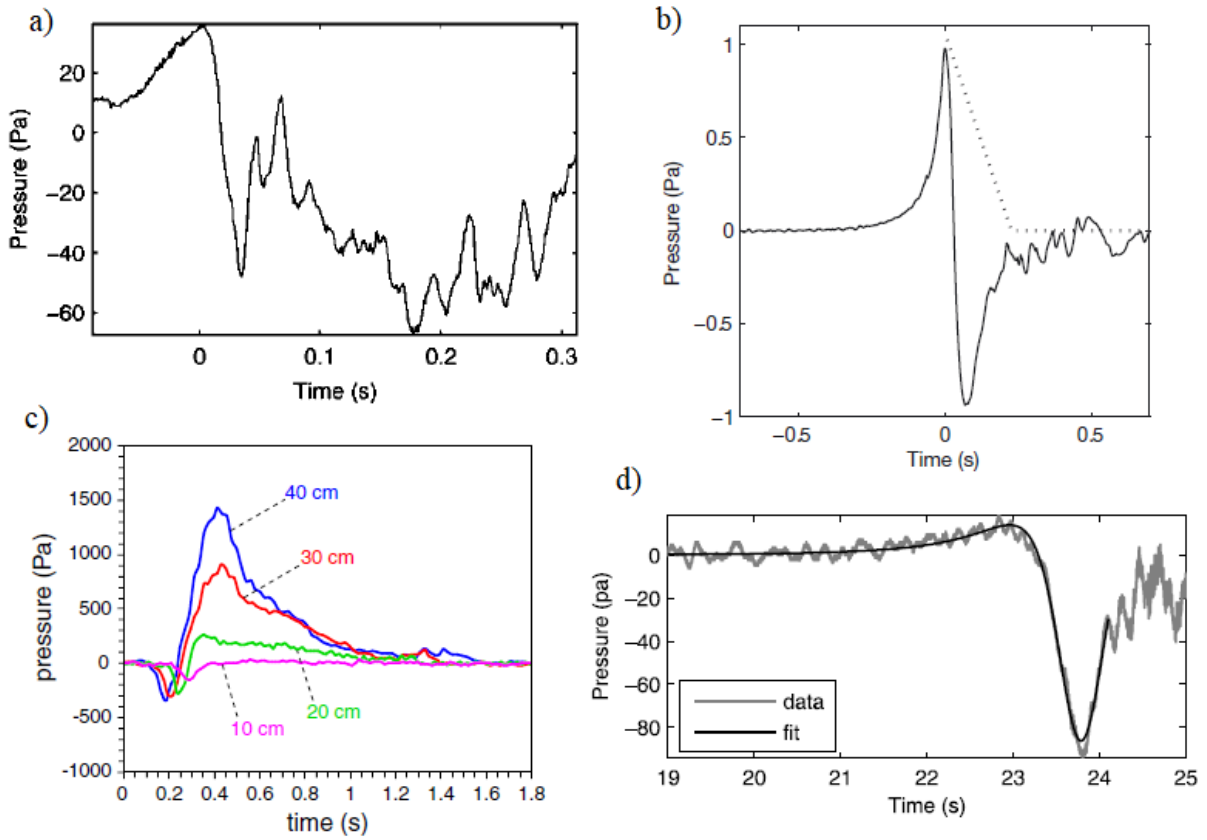 a)
Pressure (Pa)
20
0
−20
−40
−60
0
0.1
0.2
0.3
Time (s)
b)
Pressure (Pa)
1
0.5
0
−0.5
−1
−0.5
0
0.5
Time (s)
c)
pressure (Pa)
2000
1500
1000
500
0
-500
-1000
40 cm
30 cm
20 cm
10 cm
0 0.2 0.4 0.6 0.8 1 1.2 1.4 1.6 1.8
time (s)
d)
Pressure (pa)
0
−20
−40
−60
−80
data
fit
19 20 21 22 23 24 25
Time (s)